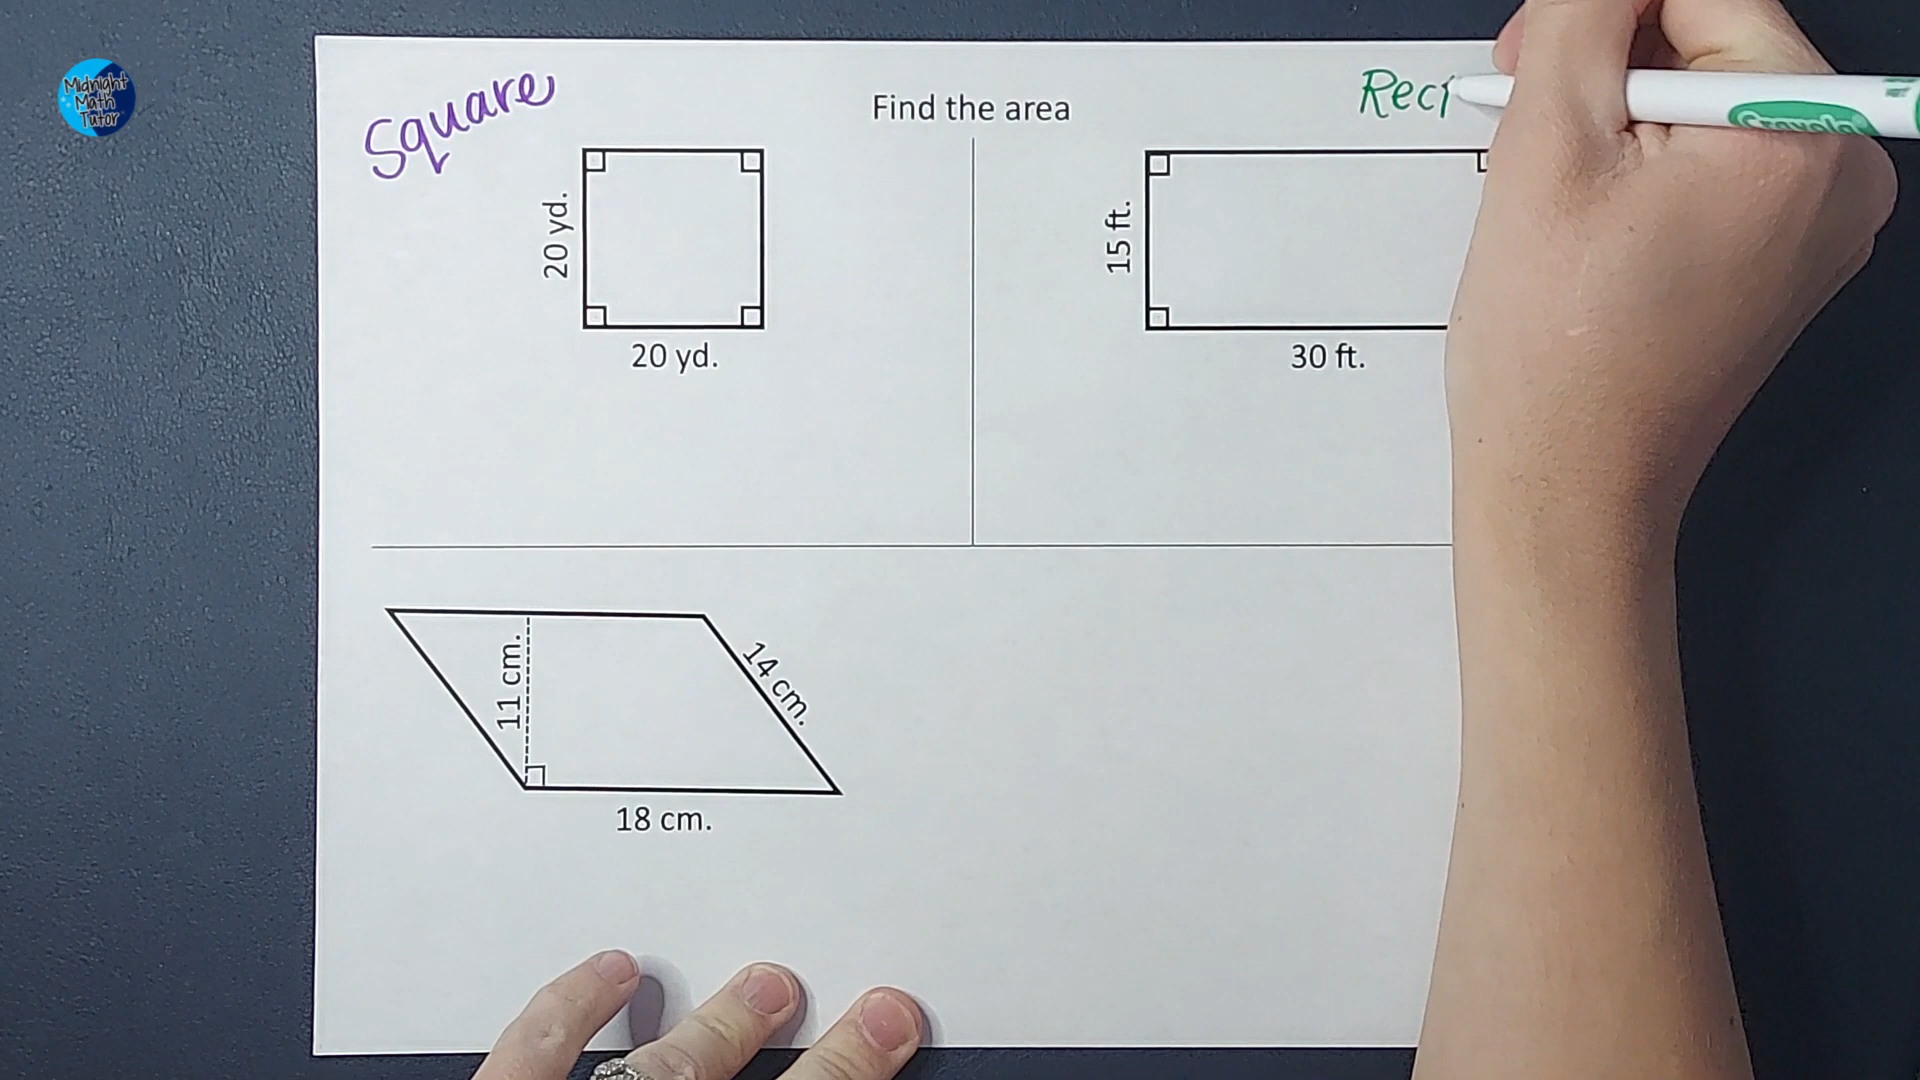 Midnight
Math
Tutor
Square
Find the area
Rect
Crayola
20 yd.
20 yd.
15 ft.
30 ft.
11 cm.
14 cm.
18 cm.